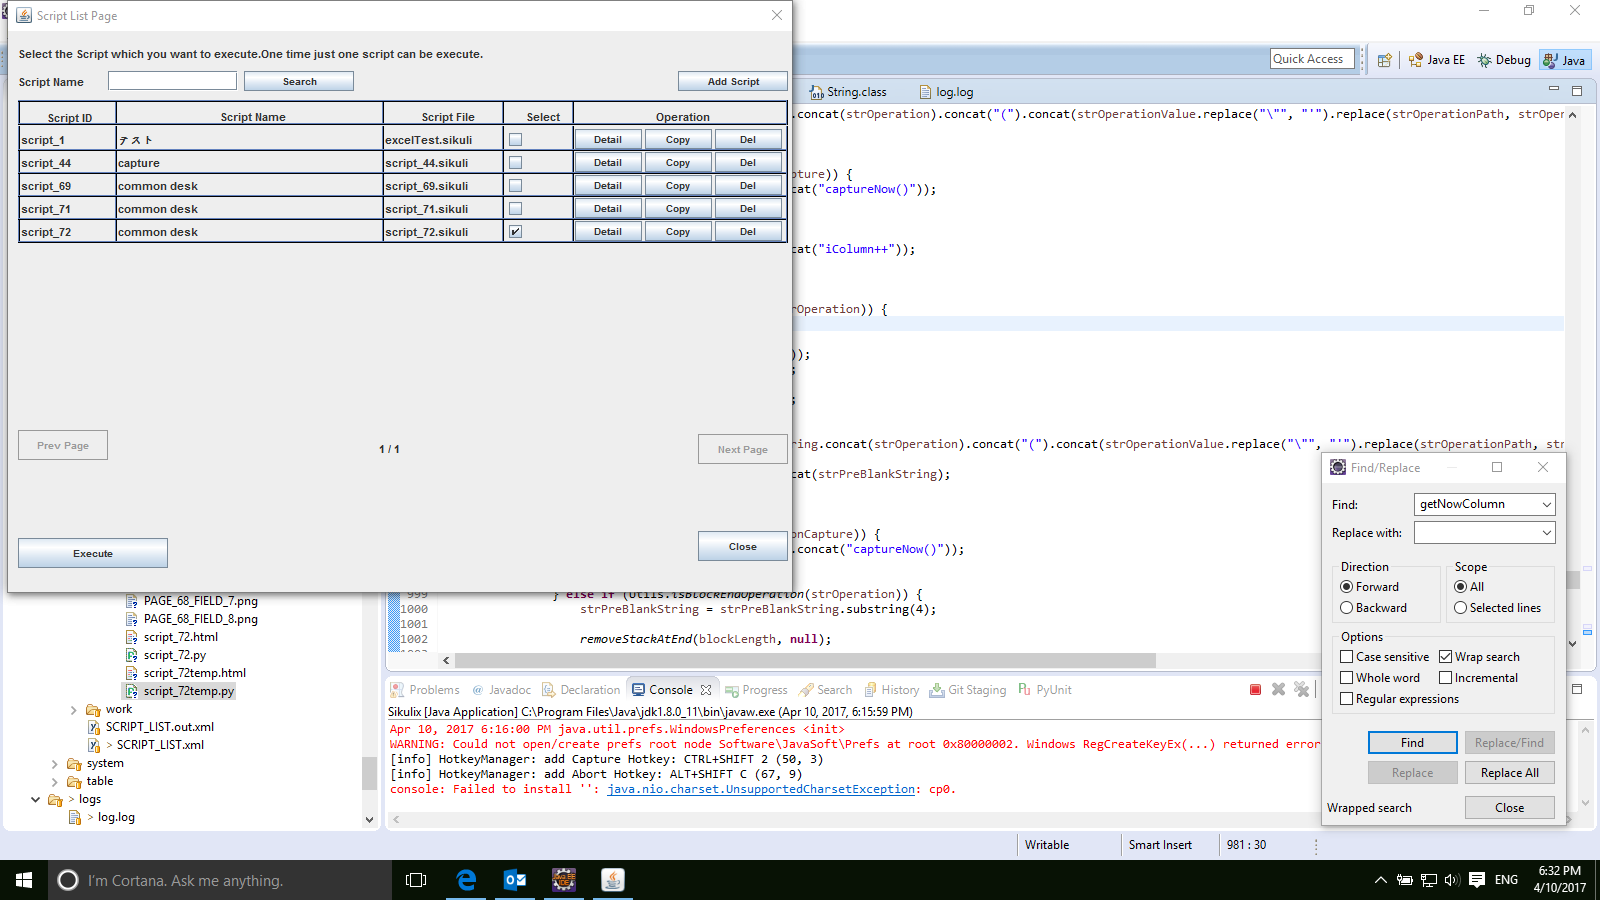 Script List Page
Select the Script which you want to execute.One time just one script can be execute.
Script Name Search Add Script
Script ID Script Name Script File Select Operation
script_1 テスト excelTest.sikuli Detail Copy Del
script_44 capture script_44.sikuli Detail Copy Del
script_69 common desk script_69.sikuli Detail Copy Del
script_71 common desk script_71.sikuli Detail Copy Del
script_72 common desk script_72.sikuli Detail Copy Del
Prev Page 1 / 1 Next Page
Execute Close
Quick Access Java EE Debug Java
String.class log.log
.concat(strOperation).concat("(").concat(strOperationValue.replace("\"", "'").replace(strOperationPath, strOper
pture)) {
cat("captureNow()"));
cat("iColumn++"));
rOperation)) {
));
;
;
ring.concat(strOperation).concat("(").concat(strOperationValue.replace("\"", "'").replace(strOperationPath, str
cat(strPreBlankString);
onCapture)) {
.concat("captureNow()"));
999 } else if (Utils.isBlockEndOperation(strOperation)) {
1000 strPreBlankString = strPreBlankString.substring(4);
1001
1002 removeStackAtEnd(blockLength, null);
PAGE_68_FIELD_7.png
PAGE_68_FIELD_8.png
script_72.html
script_72.py
script_72temp.html
script_72temp.py
work
SCRIPT_LIST.out.xml
> SCRIPT_LIST.xml
system
table
> logs
> log.log
Problems @ Javadoc Declaration Console Progress Search History Git Staging PyUnit
Sikulix [Java Application] C:\Program Files\Java\jdk1.8.0_11\bin\javaw.exe (Apr 10, 2017, 6:15:59 PM)
Apr 10, 2017 6:16:00 PM java.util.prefs.WindowsPreferences <init>
WARNING: Could not open/create prefs root node Software\JavaSoft\Prefs at root 0x80000002. Windows RegCreateKeyEx(...) returned error
[info] HotkeyManager: add Capture Hotkey: CTRL+SHIFT 2 (50, 3)
[info] HotkeyManager: add Abort Hotkey: ALT+SHIFT C (67, 9)
console: Failed to install '': java.nio.charset.UnsupportedCharsetException: cp0.
Find/Replace
Find: getNowColumn
Replace with:
Direction Scope
Forward All
Backward Selected lines
Options
Case sensitive Wrap search
Whole word Incremental
Regular expressions
Find Replace/Find
Replace Replace All
Wrapped search Close
Writable Smart Insert 981 : 30
I'm Cortana. Ask me anything.
ENG 6:32 PM
4/10/2017